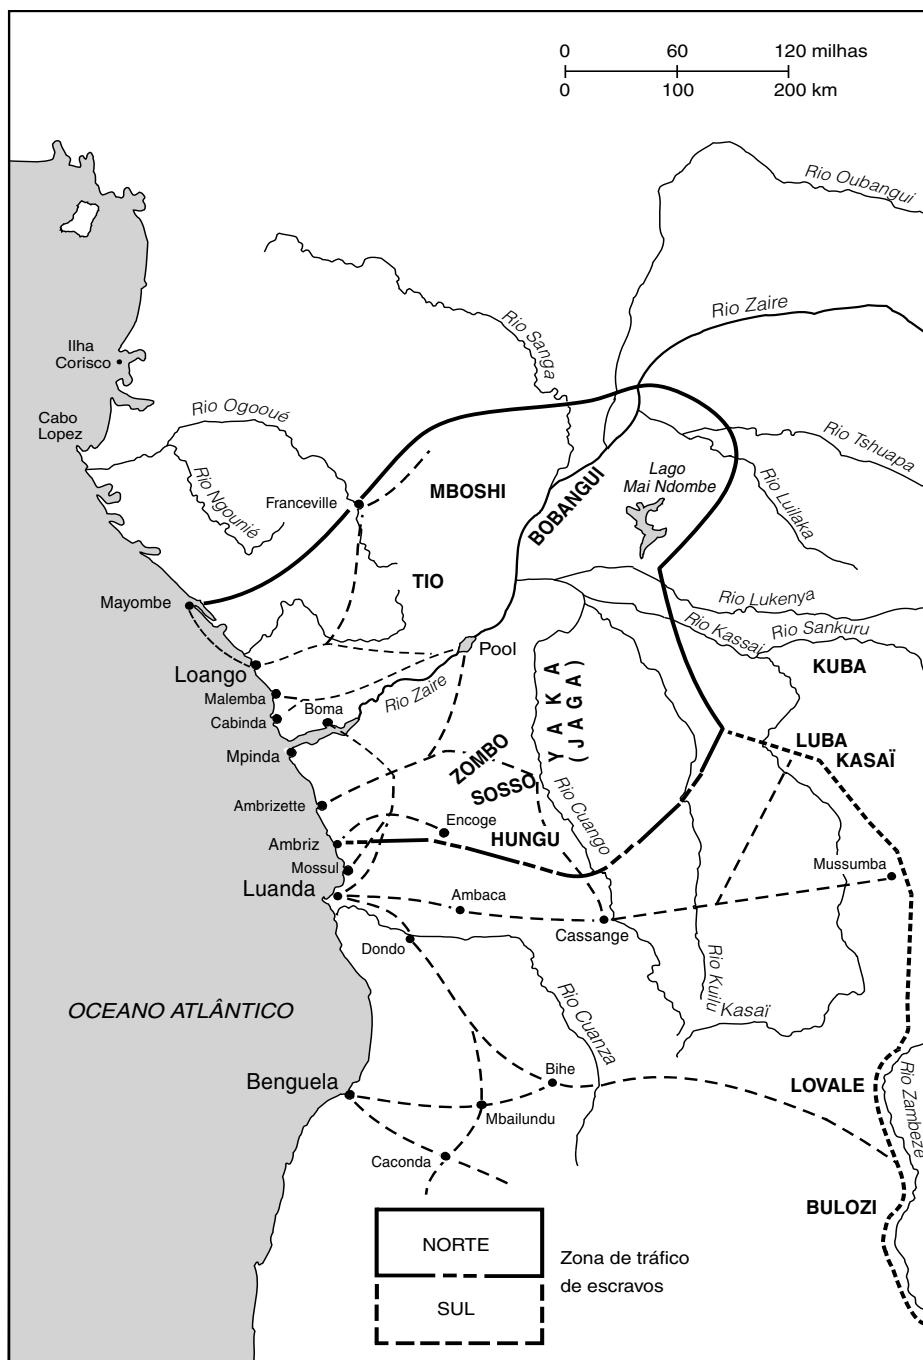 0 60 120 milhas
0 100 200 km
Rio Oubangui
Rio Zaire
Rio Sanga
Ilha
Corisco
Cabo
Lopez
Rio Ogooué
Rio Ngounié
Rio Tshuapa
Rio Luilaka
Lago
Mai Ndombe
Franceville
MBOSHI
BOBANGUI
TIO
Mayombe
Rio Lukenya
Rio Kassai
Rio Sankuru
Pool
KUBA
Loango
Malemba
Boma
Rio Zaire
Cabinda
YAKA
(JAGA)
Mpinda
LUBA
KASAÏ
ZOMBO
SOSSO
Rio Cuango
Ambrizette
Encoge
Ambriz
HUNGU
Mossul
Mussumba
Luanda
Ambaca
Cassange
Dondo
Rio Kuilu
Kasaï
OCEANO ATLÂNTICO
Rio Cuanza
Bihe
Benguela
LOVALE
Rio Zambeze
Mbailundu
Caconda
BULOZI
NORTE
SUL
Zona de tráfico
de escravos